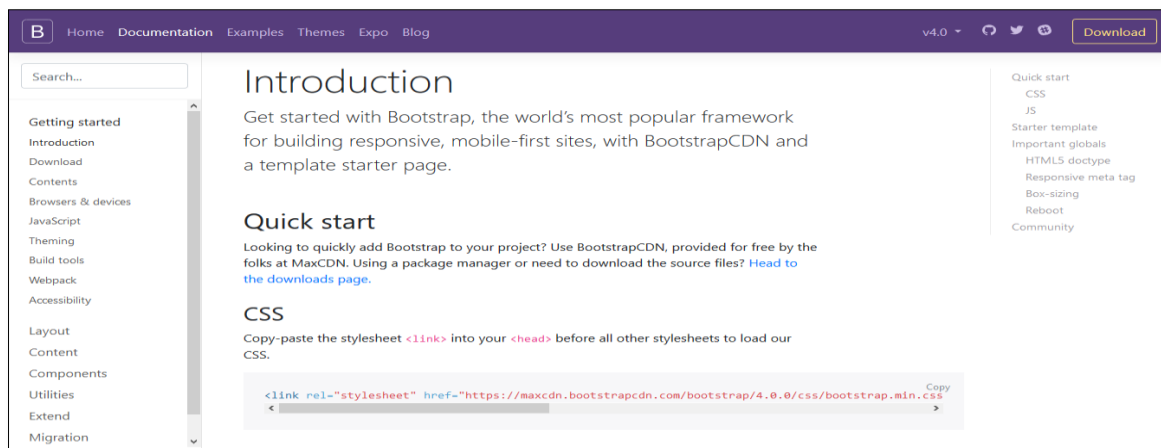 B Home Documentation Examples Themes Expo Blog v4.0 Download
Search...
Getting started
Introduction
Download
Contents
Browsers & devices
JavaScript
Theming
Build tools
Webpack
Accessibility
Layout
Content
Components
Utilities
Extend
Migration
Introduction
Get started with Bootstrap, the world's most popular framework
for building responsive, mobile-first sites, with BootstrapCDN and
a template starter page.
Quick start
Looking to quickly add Bootstrap to your project? Use BootstrapCDN, provided for free by the
folks at MaxCDN. Using a package manager or need to download the source files? Head to
the downloads page.
CSS
Copy-paste the stylesheet <link> into your <head> before all other stylesheets to load our
CSS.
Copy
<link rel="stylesheet" href="https://maxcdn.bootstrapcdn.com/bootstrap/4.0.0/css/bootstrap.min.css
Quick start
CSS
JS
Starter template
Important globals
HTML5 doctype
Responsive meta tag
Box-sizing
Reboot
Community